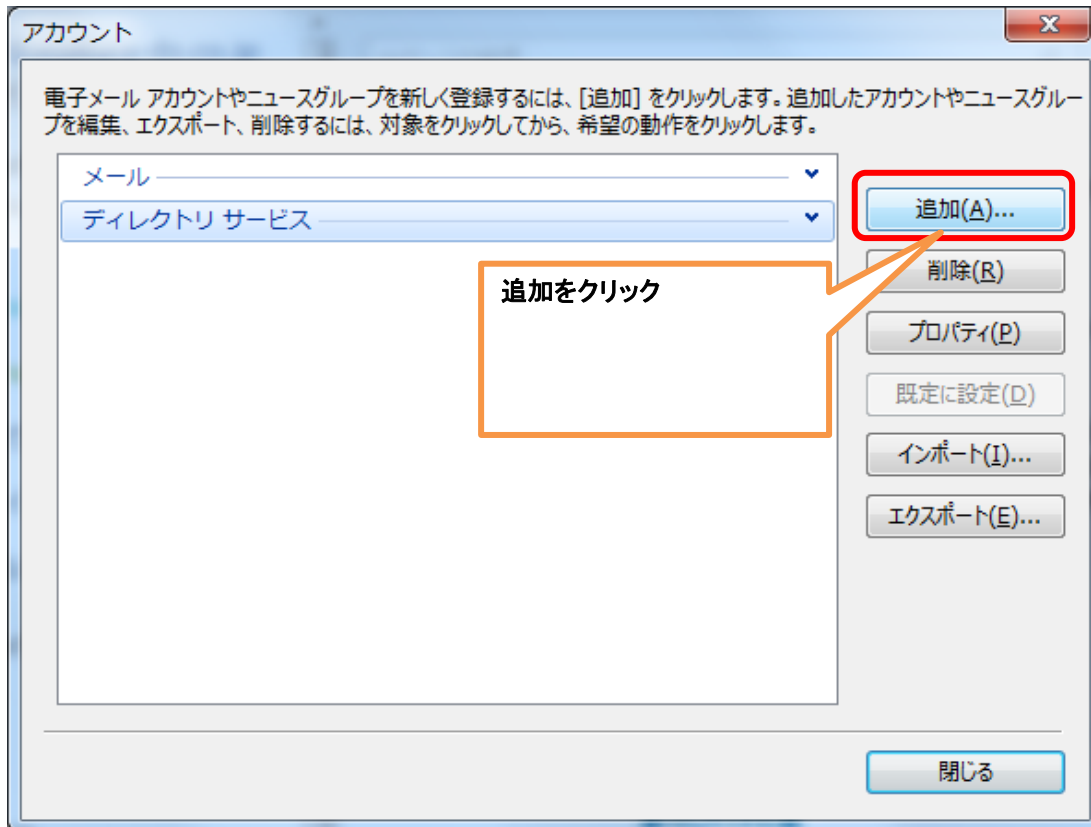 アカウント
電子メール アカウントやニュースグループを新しく登録するには、[追加] をクリックします。追加したアカウントやニュースグルー
プを編集、エクスポート、削除するには、対象をクリックしてから、希望の動作をクリックします。
メール
ディレクトリ サービス
追加(A)...
追加をクリック
削除(R)
プロパティ(P)
既定に設定(D)
インポート(I)...
エクスポート(E)...
閉じる